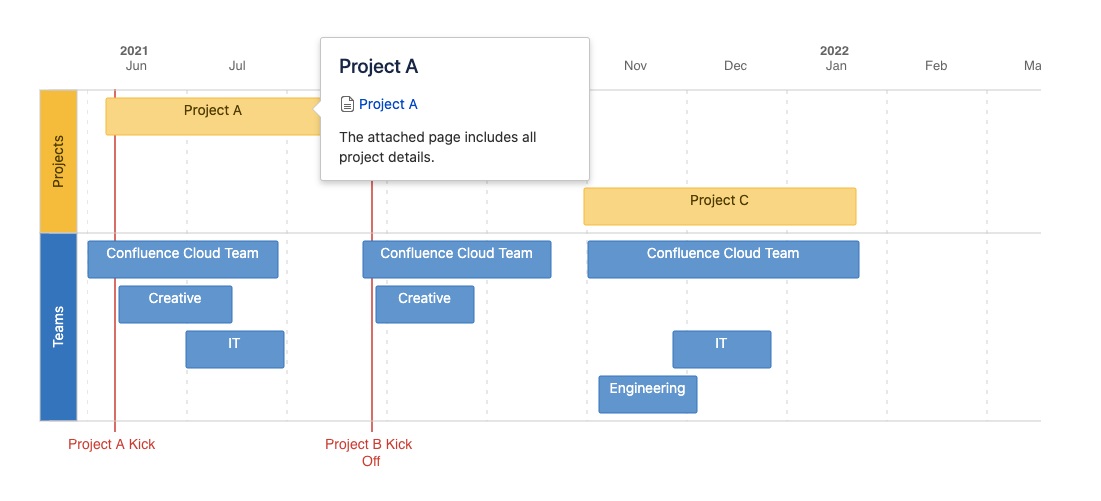 2021
Jun
Jul
Nov
Dec
2022
Jan
Feb
Ma
Project A
Project A
The attached page includes all
project details.
Projects
Project A
Project C
Teams
Confluence Cloud Team
Confluence Cloud Team
Confluence Cloud Team
Creative
Creative
IT
IT
Engineering
Project A Kick
Project B Kick
Off